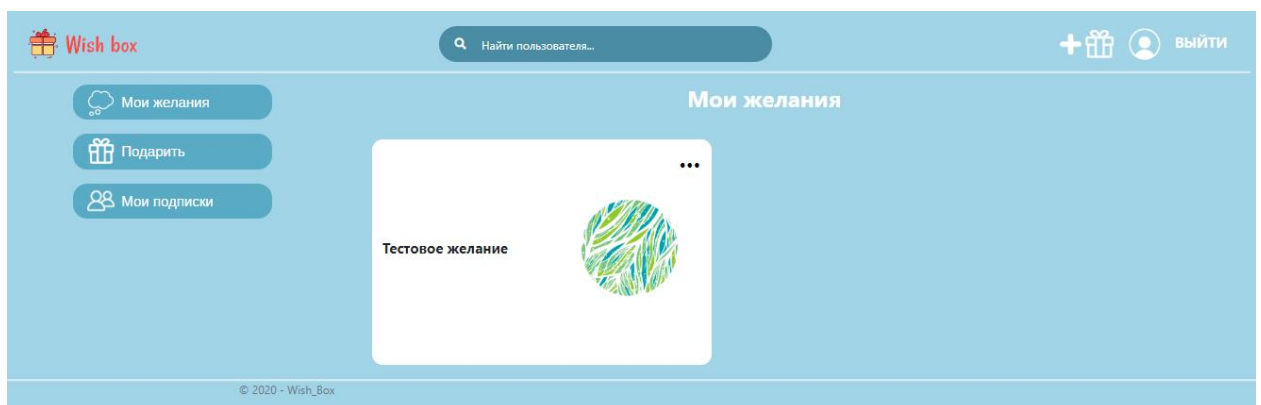 Wish box
Найти пользователя...
ВЫЙТИ
Мои желания
Подарить
Мои подписки
Мои желания
Тестовое желание
© 2020 - Wish_Box